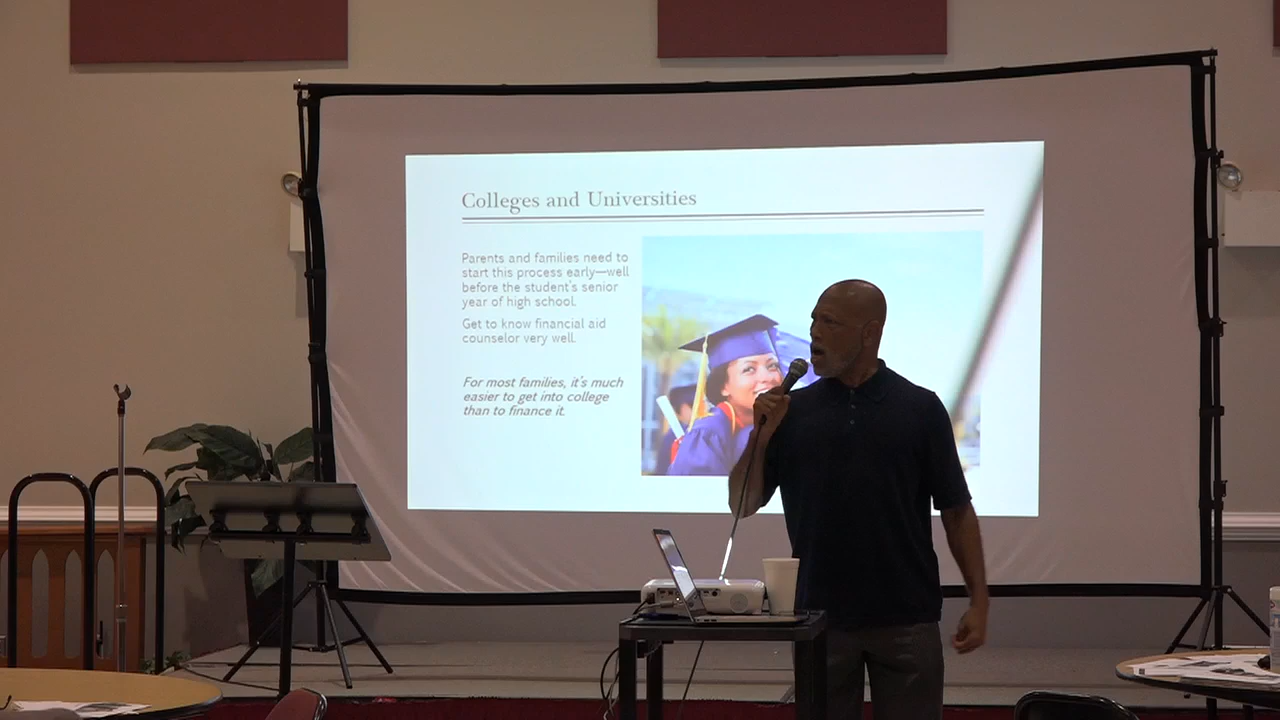 Colleges and Universities
Parents and families need to
start this process early—well
before the student's senior
year of high school.
Get to know financial aid
counselor very well.
For most families, it's much
easier to get into college
than to finance it.